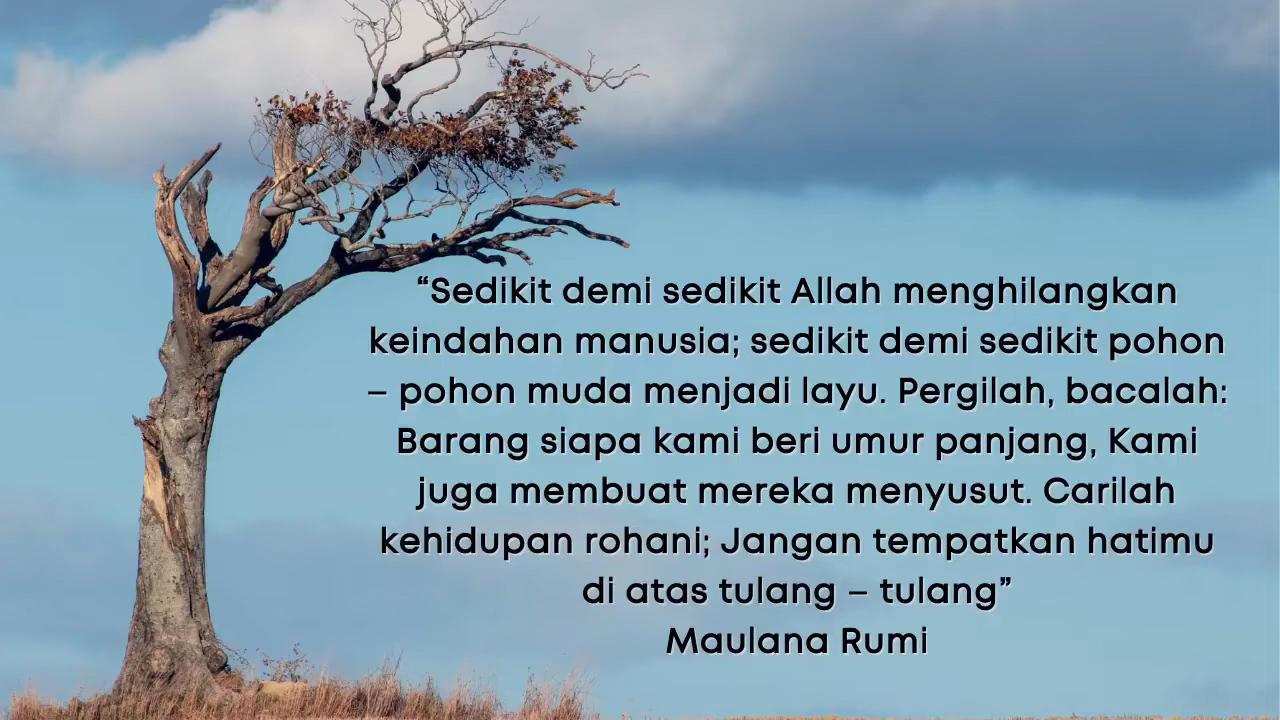 “Sedikit demi sedikit Allah menghilangkan
keindahan manusia; sedikit demi sedikit pohon
– pohon muda menjadi layu. Pergilah, bacalah:
Barang siapa kami beri umur panjang, Kami
juga membuat mereka menyusut. Carilah
kehidupan rohani; Jangan tempatkan hatimu
di atas tulang – tulang”
Maulana Rumi